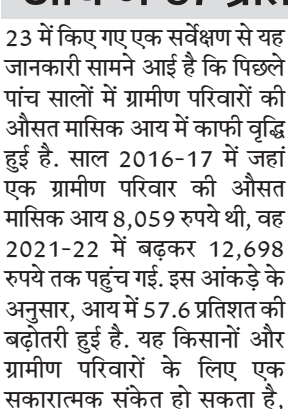 23 में किए गए एक सर्वेक्षण से यह
जानकारी सामने आई है कि पिछले
पांच सालों में ग्रामीण परिवारों की
औसत मासिक आय में काफी वृद्धि
हुई है. साल 2016-17 में जहां
एक ग्रामीण परिवार की औसत
मासिक आय 8,059 रुपये थी, वह
2021-22 में बढ़कर 12,698
रुपये तक पहुंच गई. इस आंकड़े के
अनुसार, आय में 57.6 प्रतिशत की
बढ़ोतरी हुई है. यह किसानों और
ग्रामीण परिवारों के लिए एक
सकारात्मक संकेत हो सकता है,